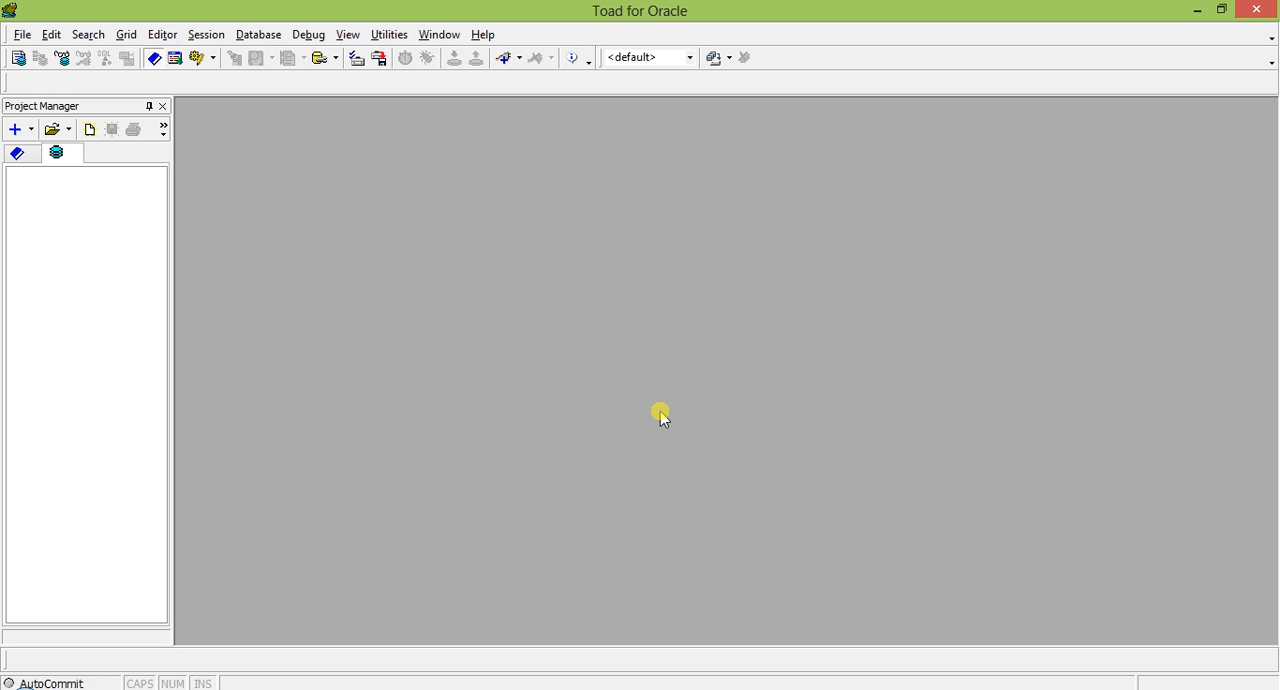 Toad for Oracle
File Edit Search Grid Editor Session Database Debug View Utilities Window Help
SQL <default>
Project Manager
AutoCommit CAPS NUM INS